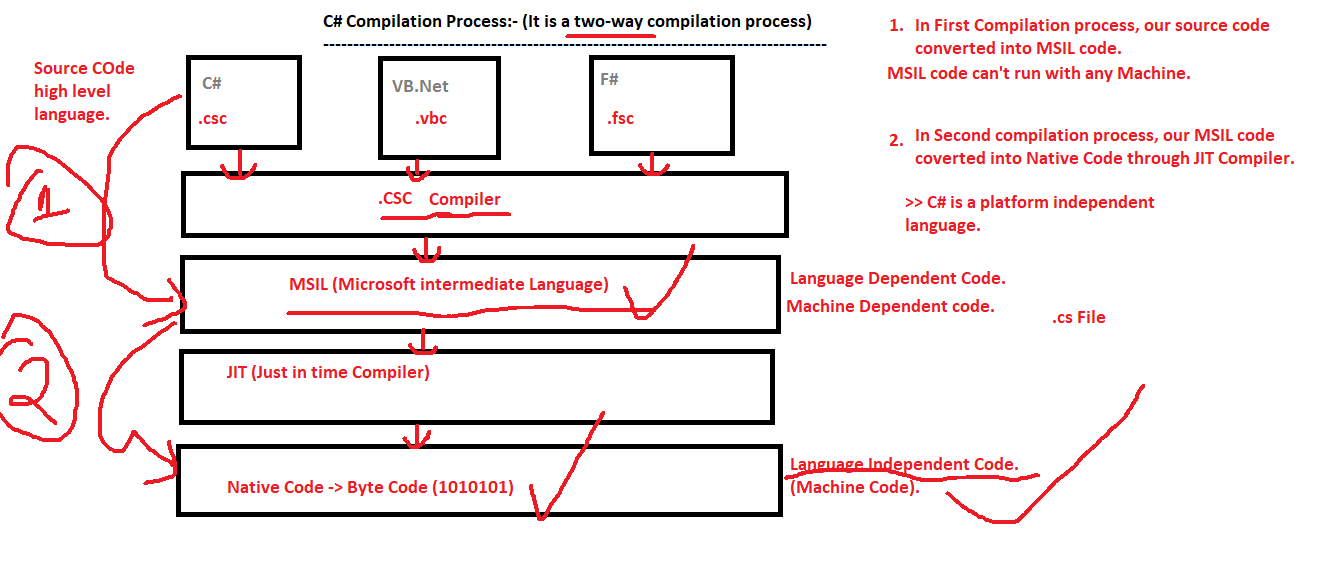 C# Compilation Process:- (It is a two-way compilation process)
Source COde
high level
language.
C#
.csc
VB.Net
.vbc
F#
.fsc
1
.CSC Compiler
MSIL (Microsoft intermediate Language)
Language Dependent Code.
Machine Dependent code.
.cs File
2
JIT (Just in time Compiler)
Native Code -> Byte Code (1010101)
Language Independent Code.
(Machine Code).
1. In First Compilation process, our source code
converted into MSIL code.
MSIL code can't run with any Machine.
2. In Second compilation process, our MSIL code
coverted into Native Code through JIT Compiler.
>> C# is a platform independent
language.